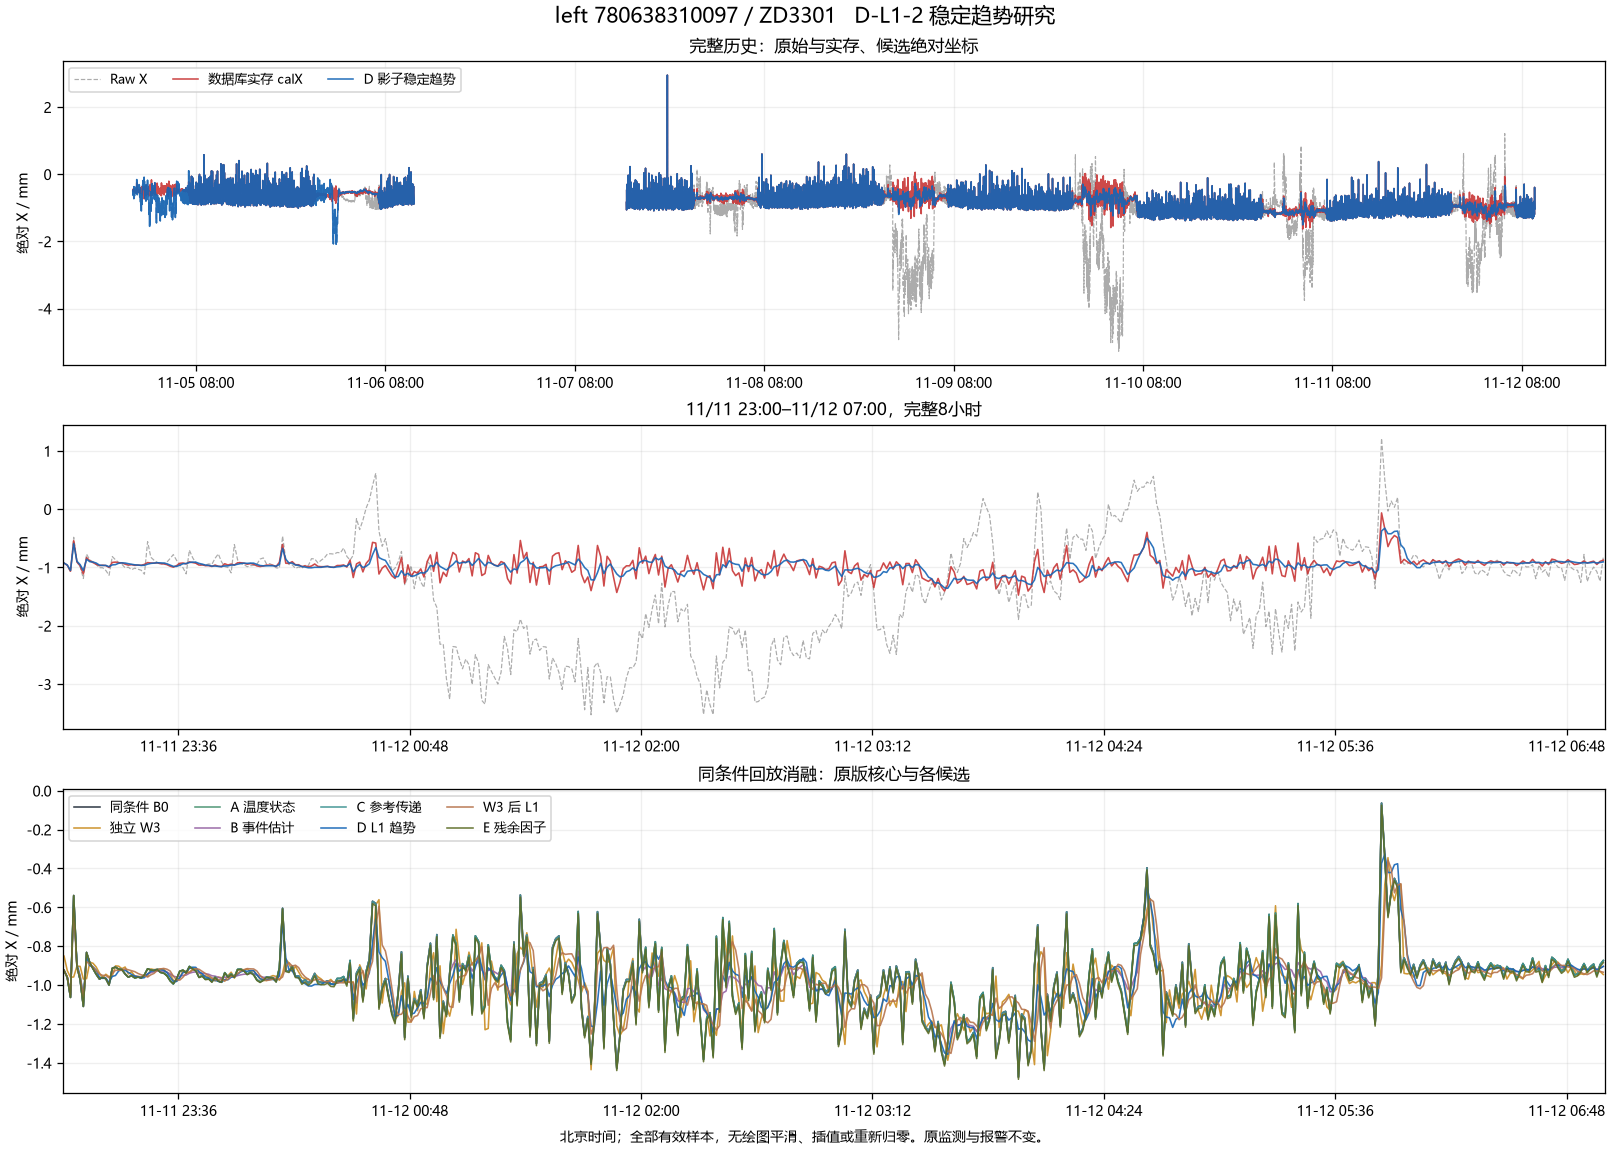 left 780638310097 / ZD3301 D-L1-2 稳定趋势研究
完整历史：原始与实存、候选绝对坐标
Raw X 数据库实存 calX D 影子稳定趋势
绝对 X / mm
2
0
-2
-4
11-05 08:00 11-06 08:00 11-07 08:00 11-08 08:00 11-09 08:00 11-10 08:00 11-11 08:00 11-12 08:00
11/11 23:00–11/12 07:00，完整8小时
绝对 X / mm
1
0
-1
-2
-3
11-11 23:36 11-12 00:48 11-12 02:00 11-12 03:12 11-12 04:24 11-12 05:36 11-12 06:48
同条件回放消融：原版核心与各候选
同条件 B0 A 温度状态 C 参考传递 W3 后 L1
独立 W3 B 事件估计 D L1 趋势 E 残余因子
绝对 X / mm
0.0
-0.2
-0.4
-0.6
-0.8
-1.0
-1.2
-1.4
11-11 23:36 11-12 00:48 11-12 02:00 11-12 03:12 11-12 04:24 11-12 05:36 11-12 06:48
北京时间；全部有效样本，无绘图平滑、插值或重新归零。原监测与报警不变。